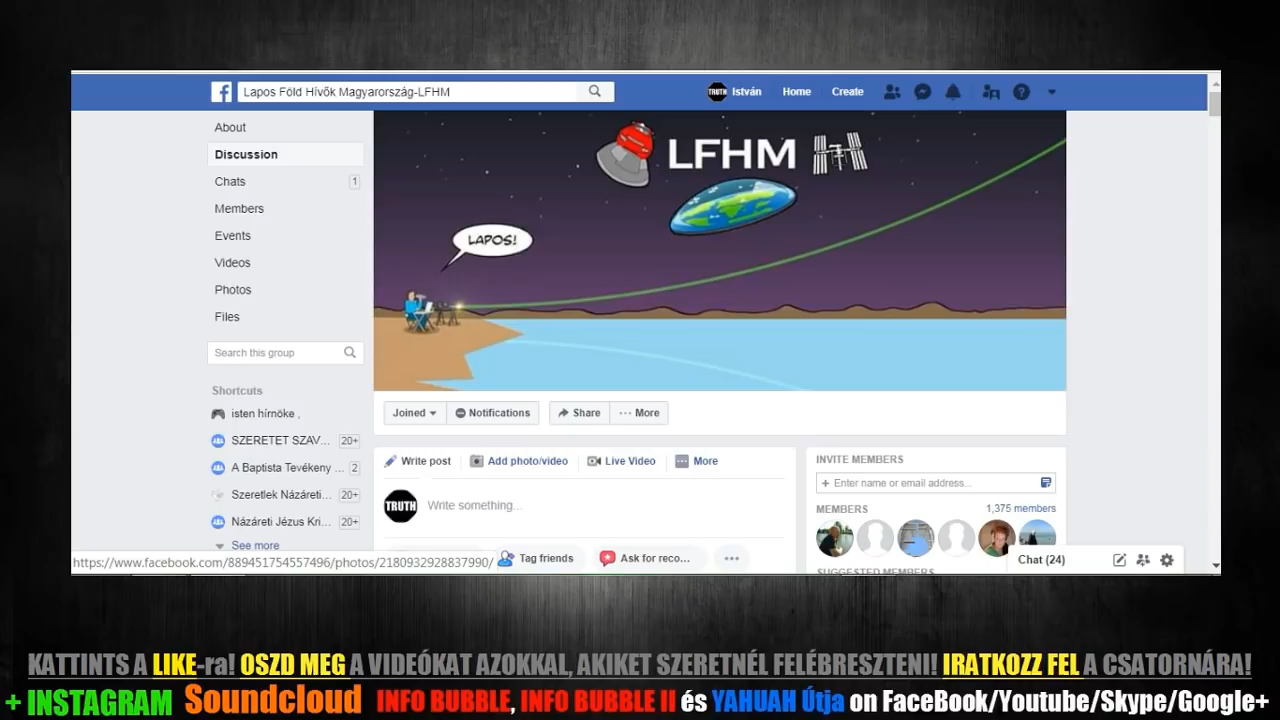 Lapos Föld Hívők Magyarország-LFHM
TRUTH István Home Create
About
Discussion
Chats 1
Members
Events
Videos
Photos
Files
Search this group
Shortcuts
isten hírnöke ,
SZERETET SZAV... 20+
A Baptista Tevékeny ... 2
Szeretlek Názáreti... 20+
Názáreti Jézus Kri... 20+
See more
https://www.facebook.com/889451754557496/photos/2180932928837990/
LFHM
LAPOS!
Joined Notifications Share ··· More
Write post Add photo/video Live Video More
TRUTH Write something...
Tag friends Ask for reco... •••
INVITE MEMBERS
+ Enter name or email address...
MEMBERS 1,375 members
SUGGESTED MEMBERS
Chat (24)
KATTINTS A LIKE-ra! OSZD MEG A VIDEÓKAT AZOKKAL, AKIKET SZERETNÉL FELÉBRESZTENI! IRATKOZZ FEL A CSATORNÁRA!
+ INSTAGRAM Soundcloud INFO BUBBLE, INFO BUBBLE II és YAHUAH Útja on FaceBook/Youtube/Skype/Google+